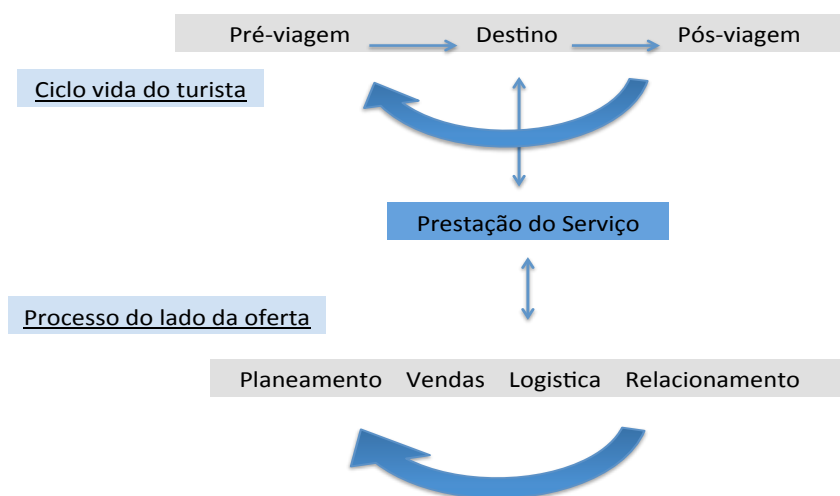 Pré-viagem Destino Pós-viagem
Ciclo vida do turista
Prestação do Serviço
Processo do lado da oferta
Planeamento Vendas Logistica Relacionamento